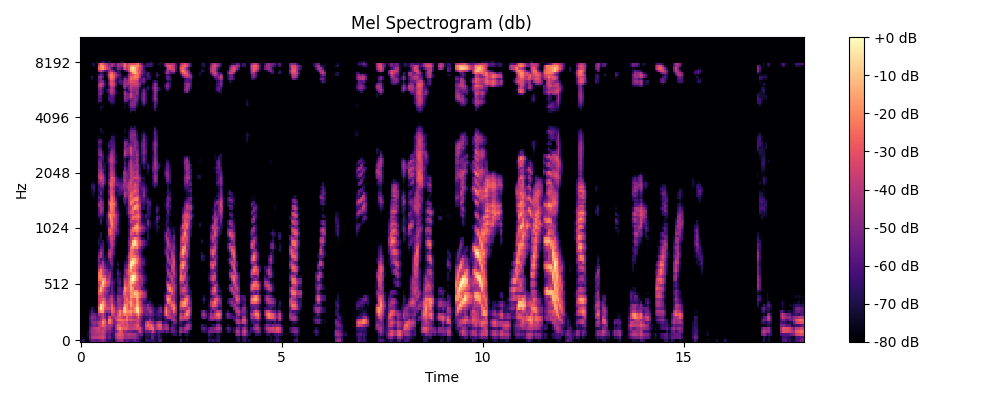 Mel Spectrogram (db)
8192
4096
2048
1024
512
0
Hz
0 5 10 15
Time
+0 dB
-10 dB
-20 dB
-30 dB
-40 dB
-50 dB
-60 dB
-70 dB
-80 dB